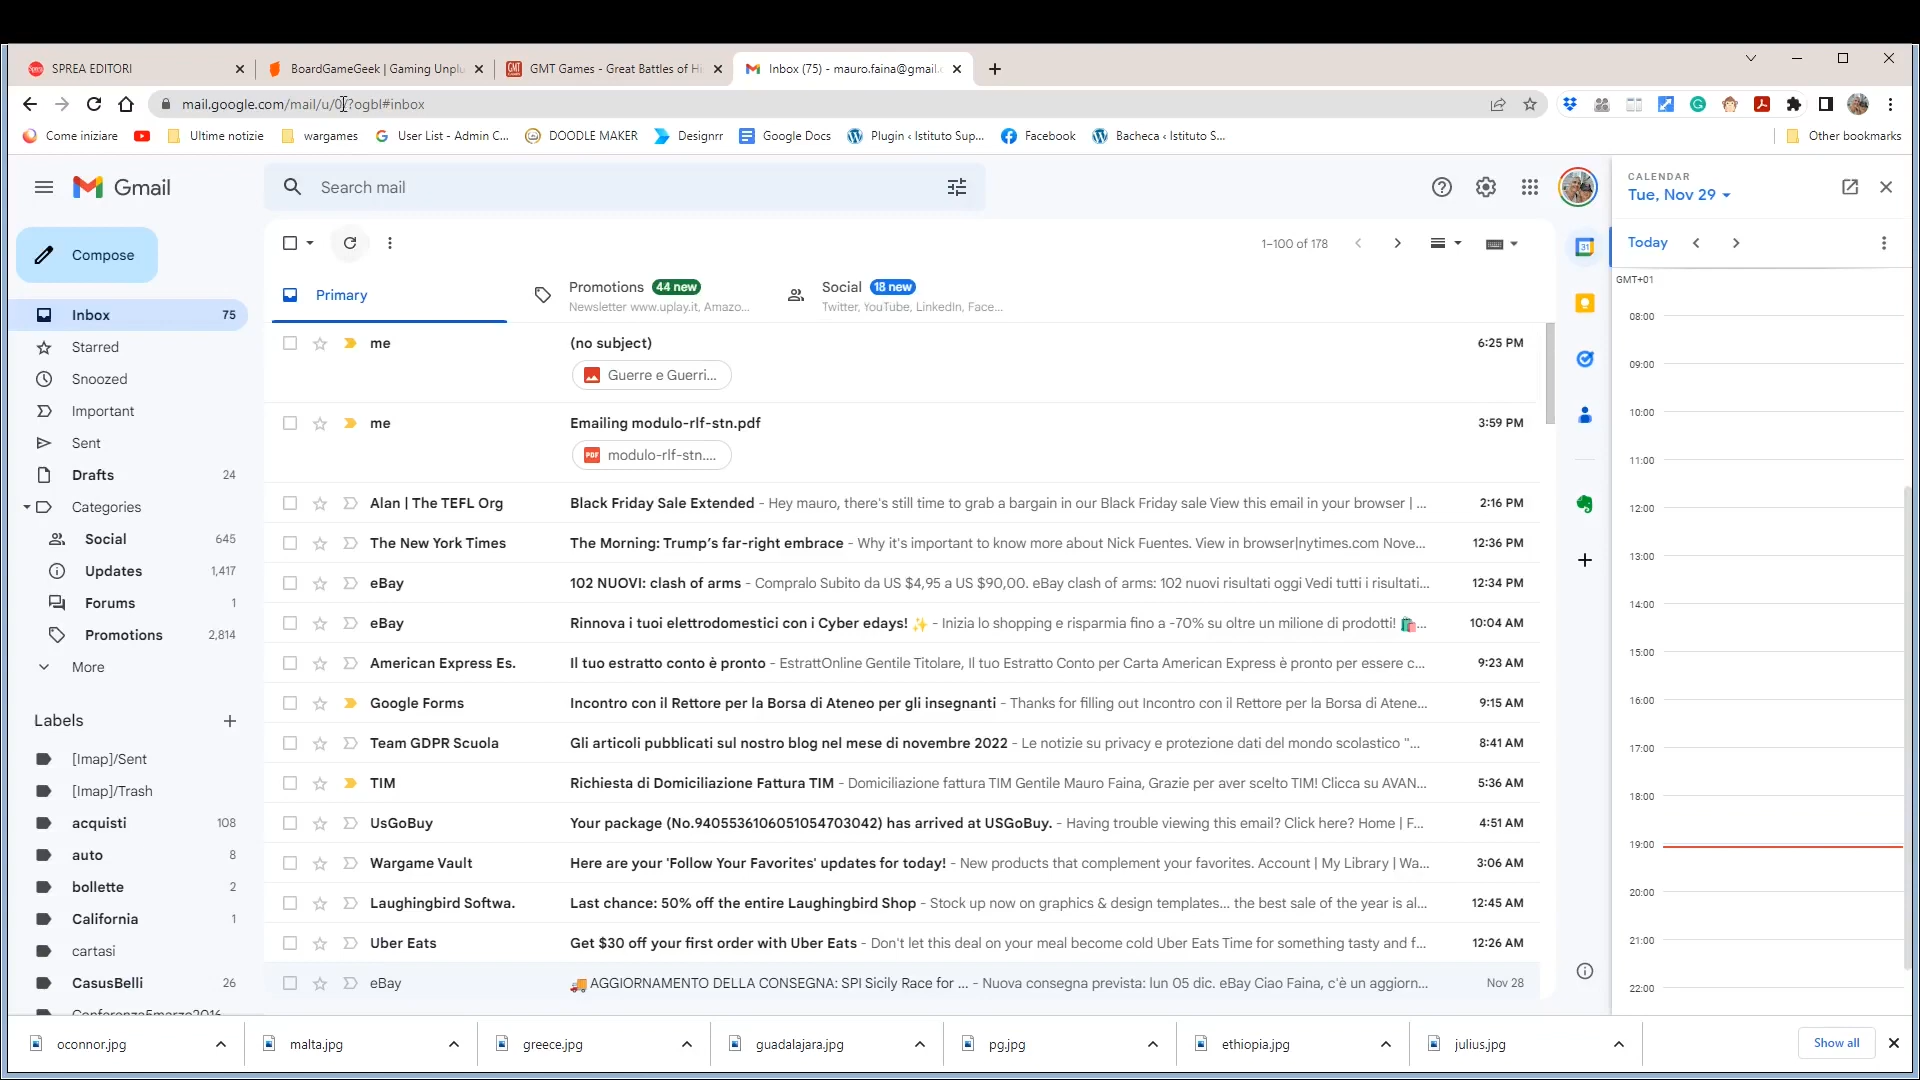 SPREA EDITORI
BoardGameGeek | Gaming Unplu
GMT Games - Great Battles of Hi
Inbox (75) - mauro.faina@gmail.c
mail.google.com/mail/u/0/?ogbl#inbox
Come iniziare
Ultime notizie
wargames
User List - Admin C...
DOODLE MAKER
Designrr
Google Docs
Plugin ‹ Istituto Sup...
Facebook
Bacheca ‹ Istituto S...
Other bookmarks
Gmail
Search mail
CALENDAR
Tue, Nov 29
Compose
1–100 of 178
Today
GMT+01
Primary
Promotions 44 new
Newsletter www.uplay.it, Amazo...
Social 18 new
Twitter, YouTube, LinkedIn, Face...
Inbox 75
Starred
Snoozed
Important
Sent
Drafts 24
Categories
Social 645
Updates 1,417
Forums 1
Promotions 2,814
More
Labels
[Imap]/Sent
[Imap]/Trash
acquisti 108
auto 8
bollette 2
California 1
cartasi
CasusBelli 26
Conferenza5marzo2016
me (no subject) 6:25 PM
Guerre e Guerri...
me Emailing modulo-rlf-stn.pdf 3:59 PM
PDF modulo-rlf-stn....
Alan | The TEFL Org Black Friday Sale Extended - Hey mauro, there's still time to grab a bargain in our Black Friday sale View this email in your browser | ... 2:16 PM
The New York Times The Morning: Trump's far-right embrace - Why it's important to know more about Nick Fuentes. View in browser|nytimes.com Nove... 12:36 PM
eBay 102 NUOVI: clash of arms - Compralo Subito da US $4,95 a US $90,00. eBay clash of arms: 102 nuovi risultati oggi Vedi tutti i risultati... 12:34 PM
eBay Rinnova i tuoi elettrodomestici con i Cyber edays! ✨ - Inizia lo shopping e risparmia fino a -70% su oltre un milione di prodotti! 🛍️... 10:04 AM
American Express Es. Il tuo estratto conto è pronto - EstrattOnline Gentile Titolare, Il tuo Estratto Conto per Carta American Express è pronto per essere c... 9:23 AM
Google Forms Incontro con il Rettore per la Borsa di Ateneo per gli insegnanti - Thanks for filling out Incontro con il Rettore per la Borsa di Atene... 9:15 AM
Team GDPR Scuola Gli articoli pubblicati sul nostro blog nel mese di novembre 2022 - Le notizie su privacy e protezione dati del mondo scolastico "... 8:41 AM
TIM Richiesta di Domiciliazione Fattura TIM - Domiciliazione fattura TIM Gentile Mauro Faina, Grazie per aver scelto TIM! Clicca su AVAN... 5:36 AM
UsGoBuy Your package (No.9405536106051054703042) has arrived at USGoBuy. - Having trouble viewing this email? Click here? Home | F... 4:51 AM
Wargame Vault Here are your 'Follow Your Favorites' updates for today! - New products that complement your favorites. Account | My Library | Wa... 3:06 AM
Laughingbird Softwa. Last chance: 50% off the entire Laughingbird Shop - Stock up now on graphics & design templates... the best sale of the year is al... 12:45 AM
Uber Eats Get $30 off your first order with Uber Eats - Don't let this deal on your meal become cold Uber Eats Time for something tasty and f... 12:26 AM
eBay 🚚 AGGIORNAMENTO DELLA CONSEGNA: SPI Sicily Race for ... - Nuova consegna prevista: lun 05 dic. eBay Ciao Faina, c'è un aggiorn... Nov 28
31
08:00
09:00
10:00
11:00
12:00
13:00
14:00
15:00
16:00
17:00
18:00
19:00
20:00
21:00
22:00
oconnor.jpg
malta.jpg
greece.jpg
guadalajara.jpg
pg.jpg
ethiopia.jpg
julius.jpg
Show all